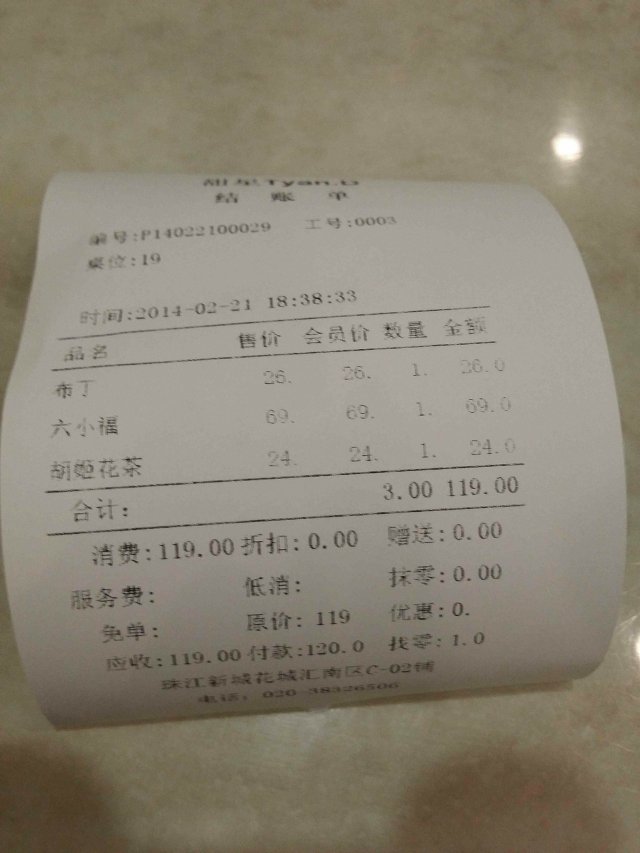 结 账 单
编号:P14022100029 工号:0003
桌位:19
时间:2014-02-21 18:38:33
品名 售价 会员价 数量 金额
布丁 26. 26. 1. 26.0
六小福 69. 69. 1. 69.0
胡姬花茶 24. 24. 1. 24.0
合计: 3.00 119.00
消费:119.00 折扣:0.00 赠送:0.00
服务费: 低消: 抹零:0.00
免单: 原价:119 优惠:0.
应收:119.00 付款:120.0 找零:1.0
珠江新城花城汇南区C-02铺
电话: 020-38326506